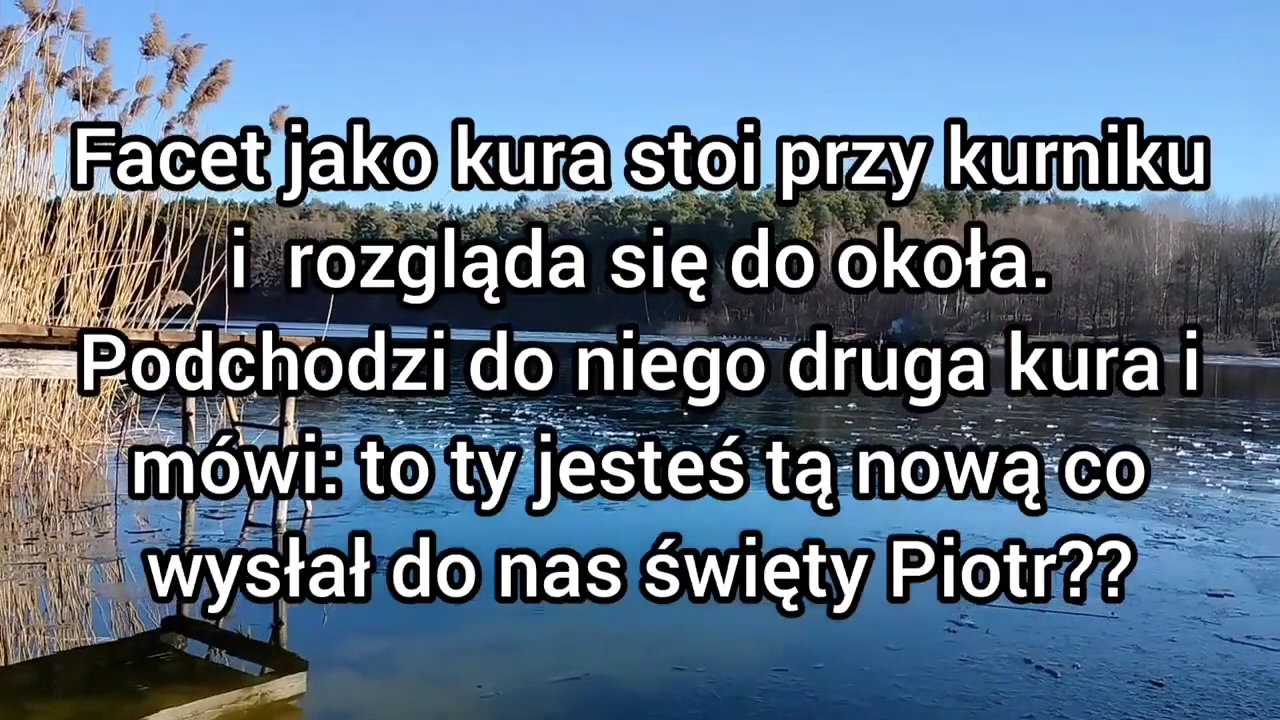 Facet jako kura stoi przy kurniku
i rozgląda się do okoła.
Podchodzi do niego druga kura i
mówi: to ty jesteś tą nową co
wysłał do nas święty Piotr??